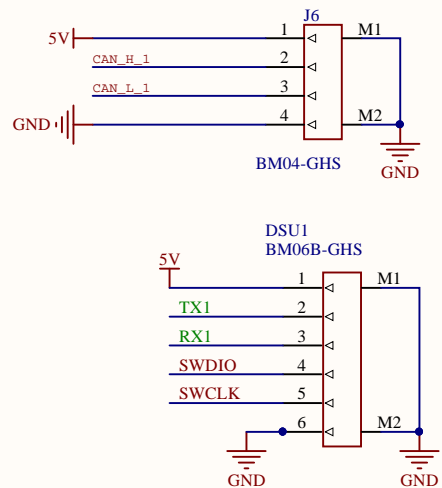 J6
5V 1 M1
CAN_H_1 2
CAN_L_1 3
GND 4 M2
BM04-GHS GND
DSU1
BM06B-GHS
5V 1 M1
TX1 2
RX1 3
SWDIO 4
SWCLK 5
6 M2
GND GND